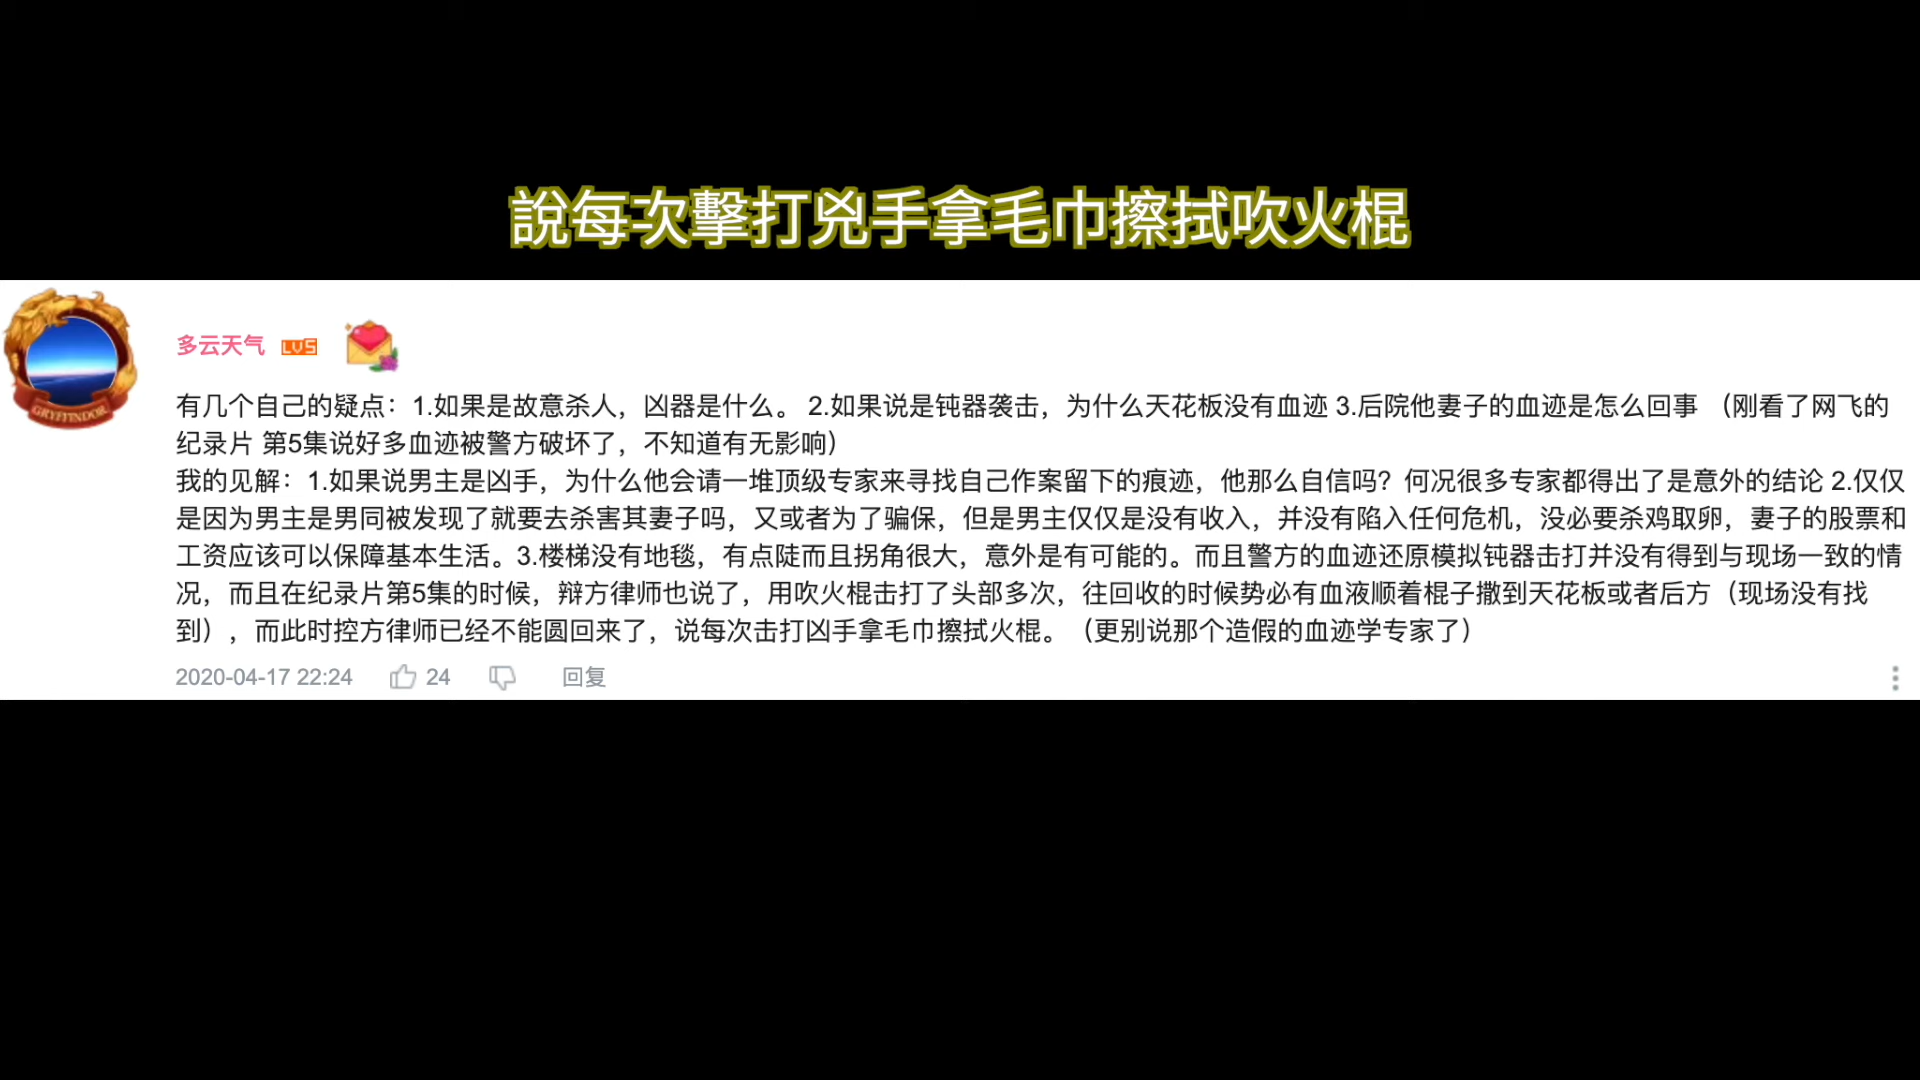 說每次擊打兇手拿毛巾擦拭吹火棍
GRYFFINDOR
多云天气 LV5
有几个自己的疑点：1.如果是故意杀人，凶器是什么。 2.如果说是钝器袭击，为什么天花板没有血迹 3.后院他妻子的血迹是怎么回事 （刚看了网飞的
纪录片 第5集说好多血迹被警方破坏了，不知道有无影响）
我的见解：1.如果说男主是凶手，为什么他会请一堆顶级专家来寻找自己作案留下的痕迹，他那么自信吗？何况很多专家都得出了是意外的结论 2.仅仅
是因为男主是男同被发现了就要去杀害其妻子吗，又或者为了骗保，但是男主仅仅是没有收入，并没有陷入任何危机，没必要杀鸡取卵，妻子的股票和
工资应该可以保障基本生活。3.楼梯没有地毯，有点陡而且拐角很大，意外是有可能的。而且警方的血迹还原模拟钝器击打并没有得到与现场一致的情
况，而且在纪录片第5集的时候，辩方律师也说了，用吹火棍击打了头部多次，往回收的时候势必有血液顺着棍子撒到天花板或者后方（现场没有找
到），而此时控方律师已经不能圆回来了，说每次击打凶手拿毛巾擦拭火棍。（更别说那个造假的血迹学专家了）
2020-04-17 22:24 24 回复